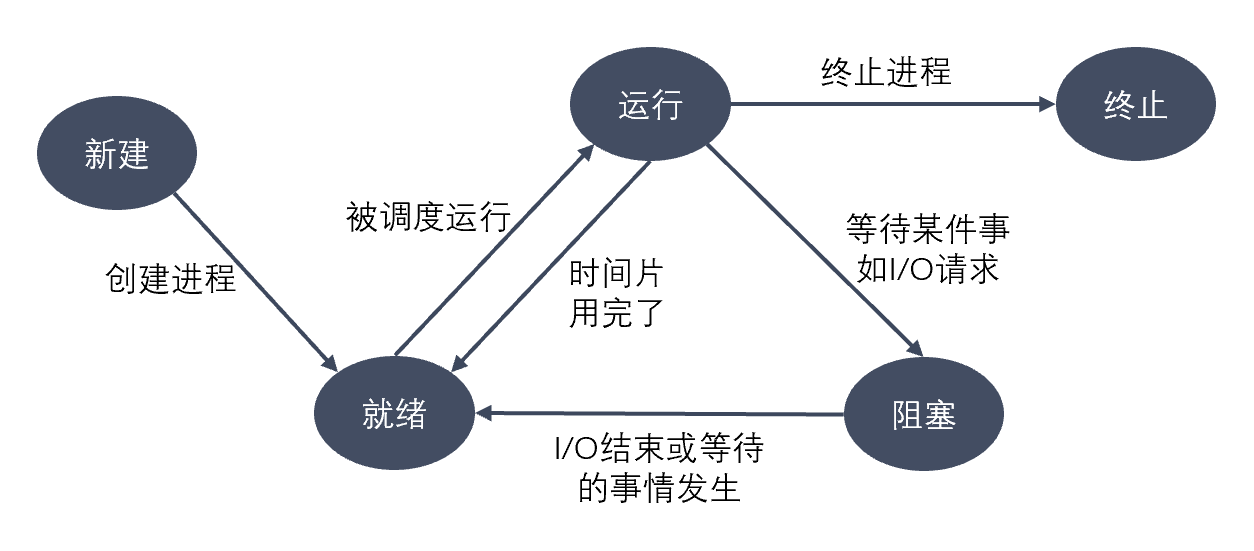 终止进程
运行
终止
新建
被调度运行
等待某件事
如I/O请求
创建进程
时间片
用完了
就绪
阻塞
I/O结束或等待
的事情发生